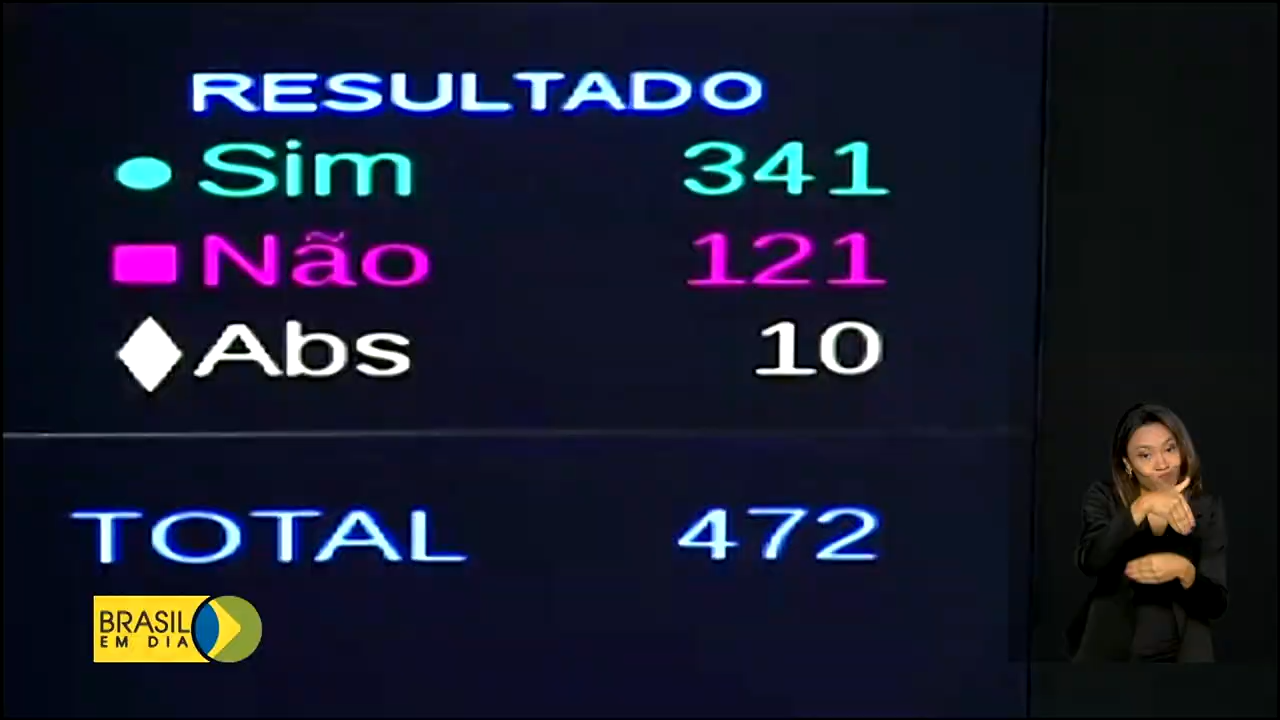 RESULTADO
Sim 341
Não 121
Abs 10
TOTAL 472
BRASIL
EM DIA